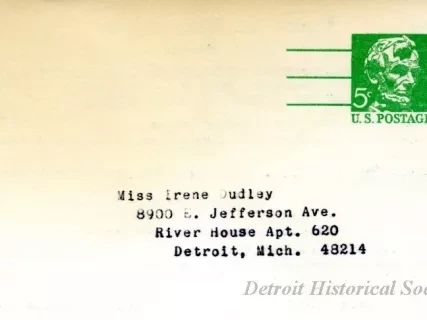 5¢
U.S. POSTAGE
Miss Irene Dudley
8900 E. Jefferson Ave.
River House Apt. 620
Detroit, Mich. 48214
Detroit Historical Soc